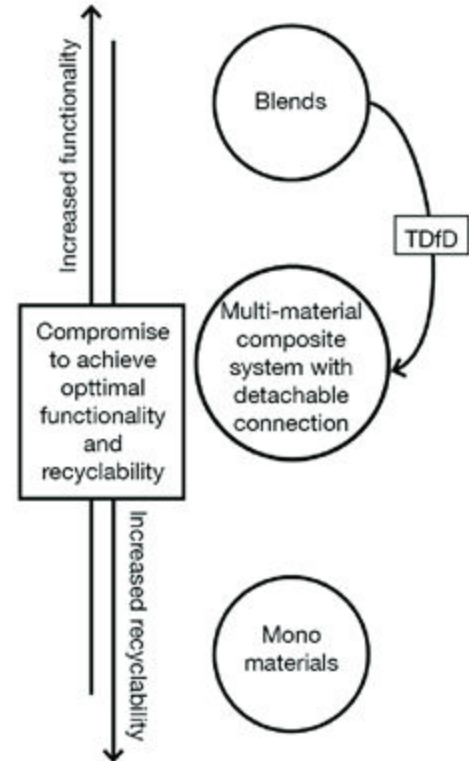 Increased functionality
Blends
TDfD
Compromise
to achieve
opttimal
functionality
and
recyclability
Multi-material
composite
system with
detachable
connection
Increased recyclability
Mono
materials